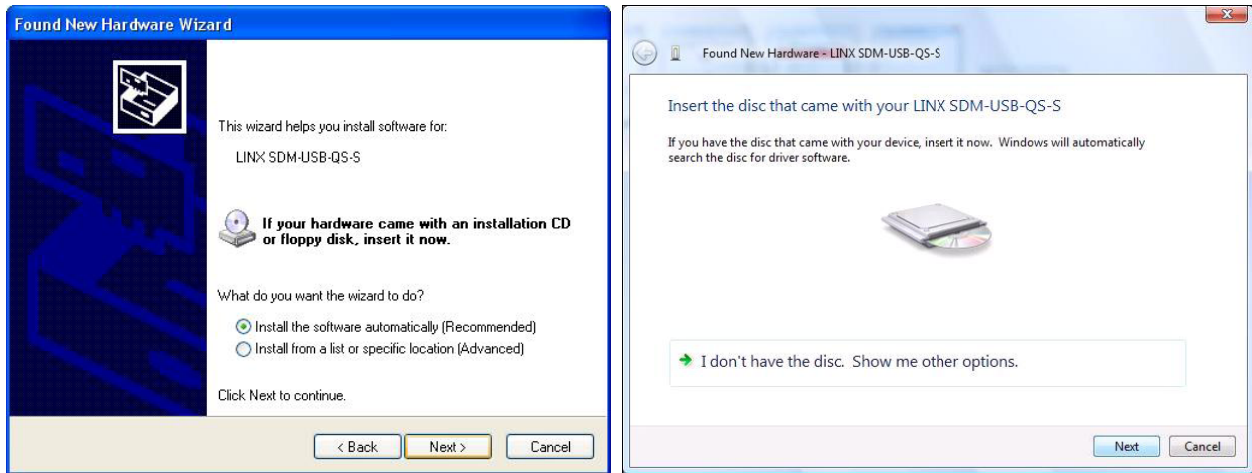 Found New Hardware Wizard
This wizard helps you install software for:
LINX SDM-USB-QS-S
If your hardware came with an installation CD
or floppy disk, insert it now.
What do you want the wizard to do?
Install the software automatically (Recommended)
Install from a list or specific location (Advanced)
Click Next to continue.
< Back
Next >
Cancel
Found New Hardware - LINX SDM-USB-QS-S
Insert the disc that came with your LINX SDM-USB-QS-S
If you have the disc that came with your device, insert it now. Windows will automatically
search the disc for driver software.
I don't have the disc. Show me other options.
Next
Cancel